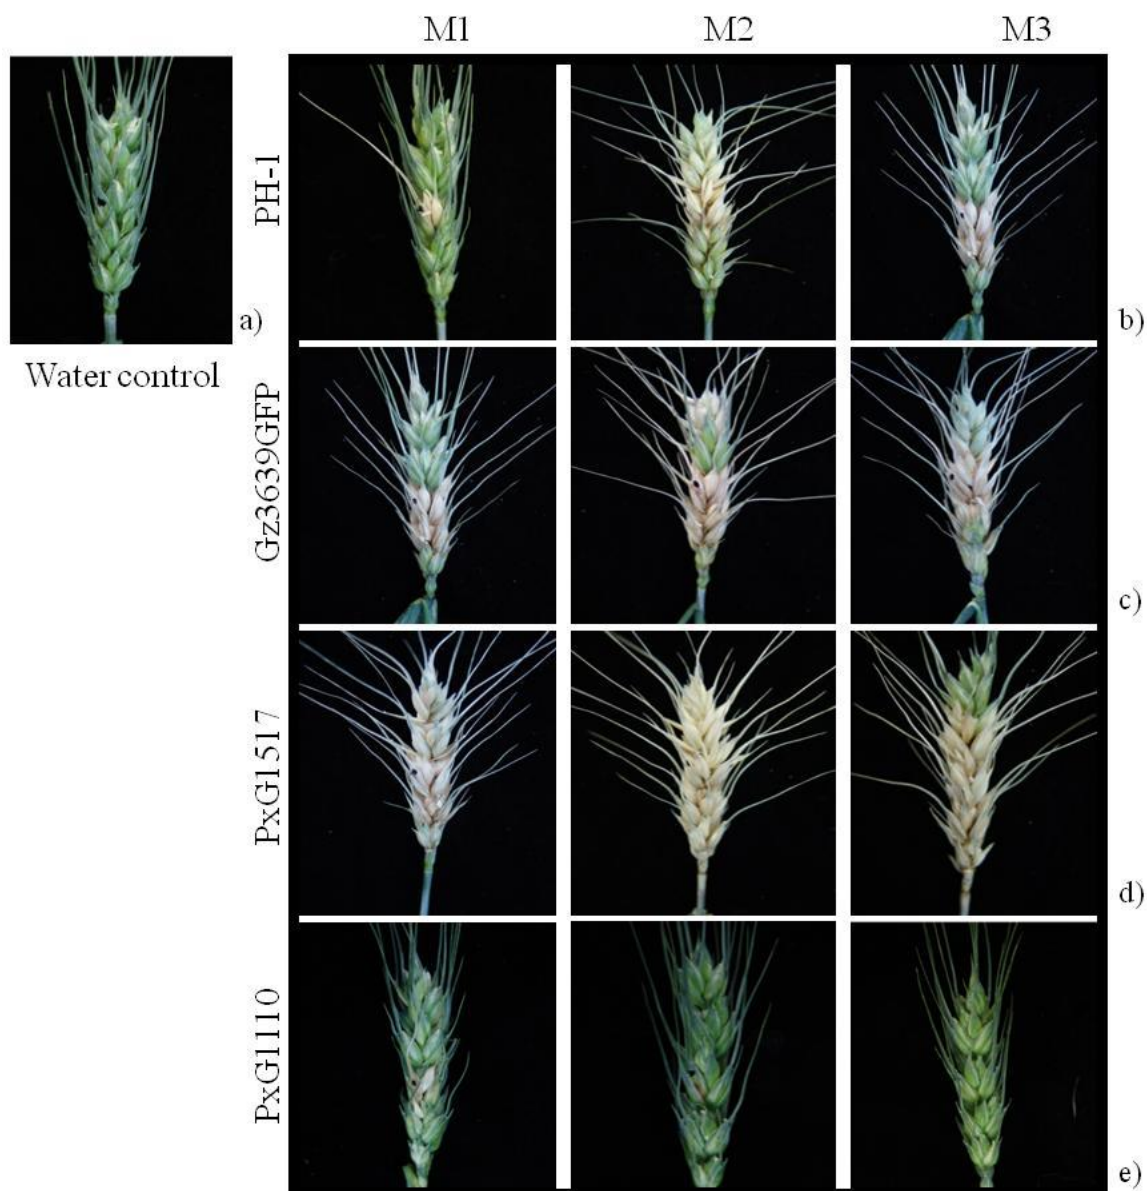 M1 M2 M3
PH-1
a)
b)
Water control
Gz3639GFP
c)
PxG1517
d)
PxG1110
e)